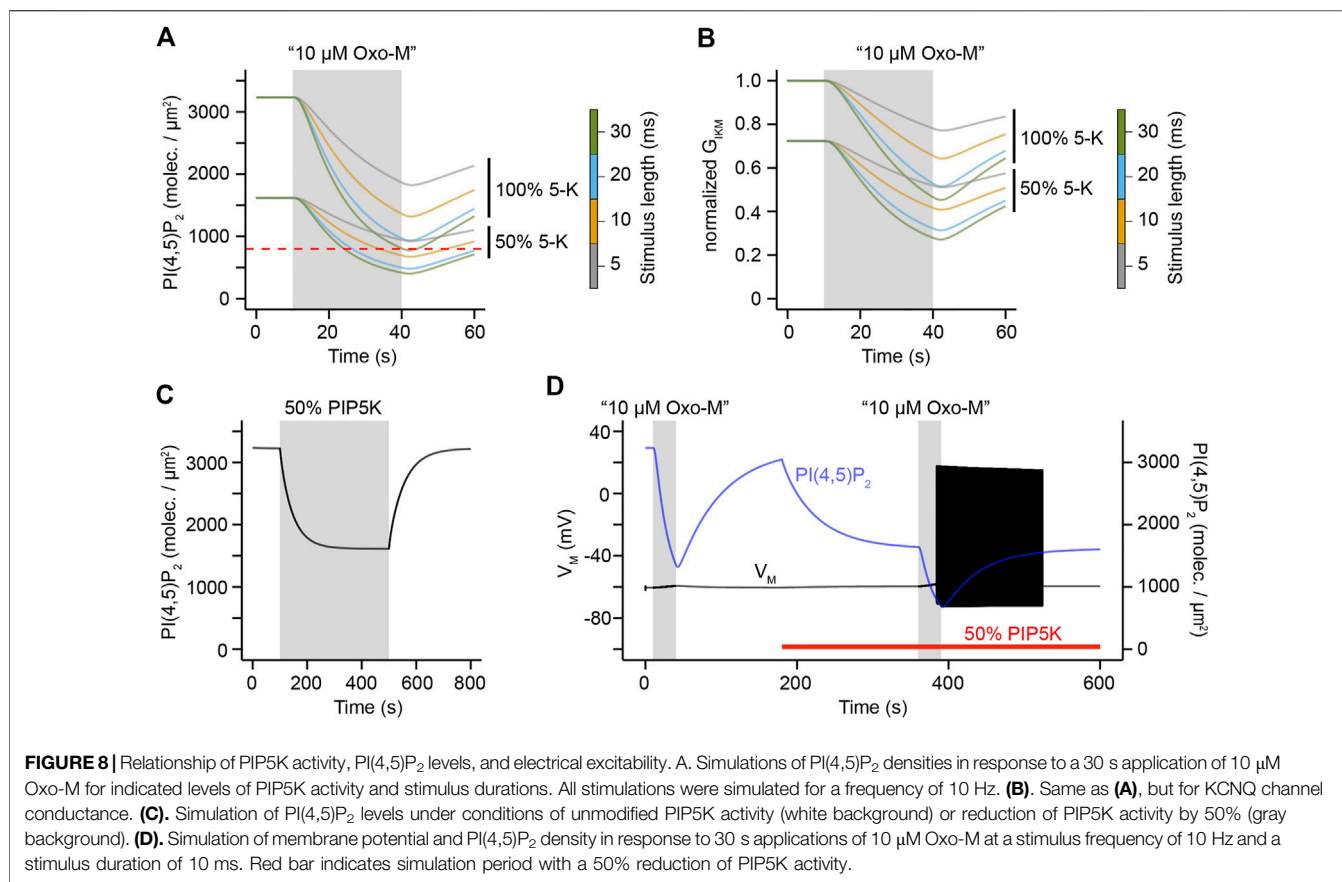 A
"10 µM Oxo-M"
PI(4,5)P2 (molec. / µm²)
3000
2000
1000
0
0
20
40
60
Time (s)
100% 5-K
50% 5-K
30
20
10
5
Stimulus length (ms)
B
"10 µM Oxo-M"
normalized GIKM
1.0
0.8
0.6
0.4
0.2
0
0
20
40
60
Time (s)
100% 5-K
50% 5-K
30
20
10
5
Stimulus length (ms)
C
50% PIP5K
PI(4,5)P2 (molec. / µm²)
3000
2000
1000
0
0
200
400
600
800
Time (s)
D
"10 µM Oxo-M"
"10 µM Oxo-M"
VM (mV)
40
0
-40
-80
PI(4,5)P2
VM
50% PIP5K
3000
2000
1000
0
PI(4,5)P2 (molec. / µm²)
0
200
400
600
Time (s)
FIGURE 8 | Relationship of PIP5K activity, PI(4,5)P2 levels, and electrical excitability. A. Simulations of PI(4,5)P2 densities in response to a 30 s application of 10 µM
Oxo-M for indicated levels of PIP5K activity and stimulus durations. All stimulations were simulated for a frequency of 10 Hz. (B). Same as (A), but for KCNQ channel
conductance. (C). Simulation of PI(4,5)P2 levels under conditions of unmodified PIP5K activity (white background) or reduction of PIP5K activity by 50% (gray
background). (D). Simulation of membrane potential and PI(4,5)P2 density in response to 30 s applications of 10 µM Oxo-M at a stimulus frequency of 10 Hz and a
stimulus duration of 10 ms. Red bar indicates simulation period with a 50% reduction of PIP5K activity.